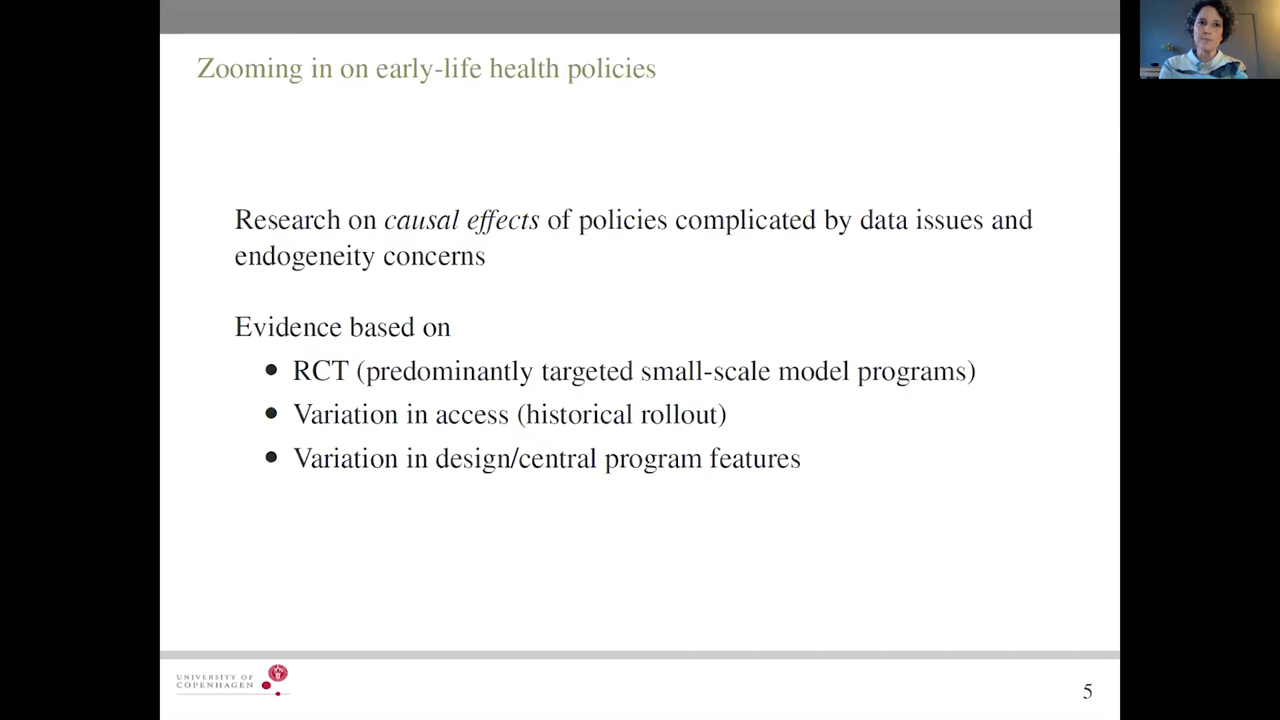 Zooming in on early-life health policies
Research on causal effects of policies complicated by data issues and
endogeneity concerns
Evidence based on
• RCT (predominantly targeted small-scale model programs)
• Variation in access (historical rollout)
• Variation in design/central program features
UNIVERSITY OF
COPENHAGEN
5